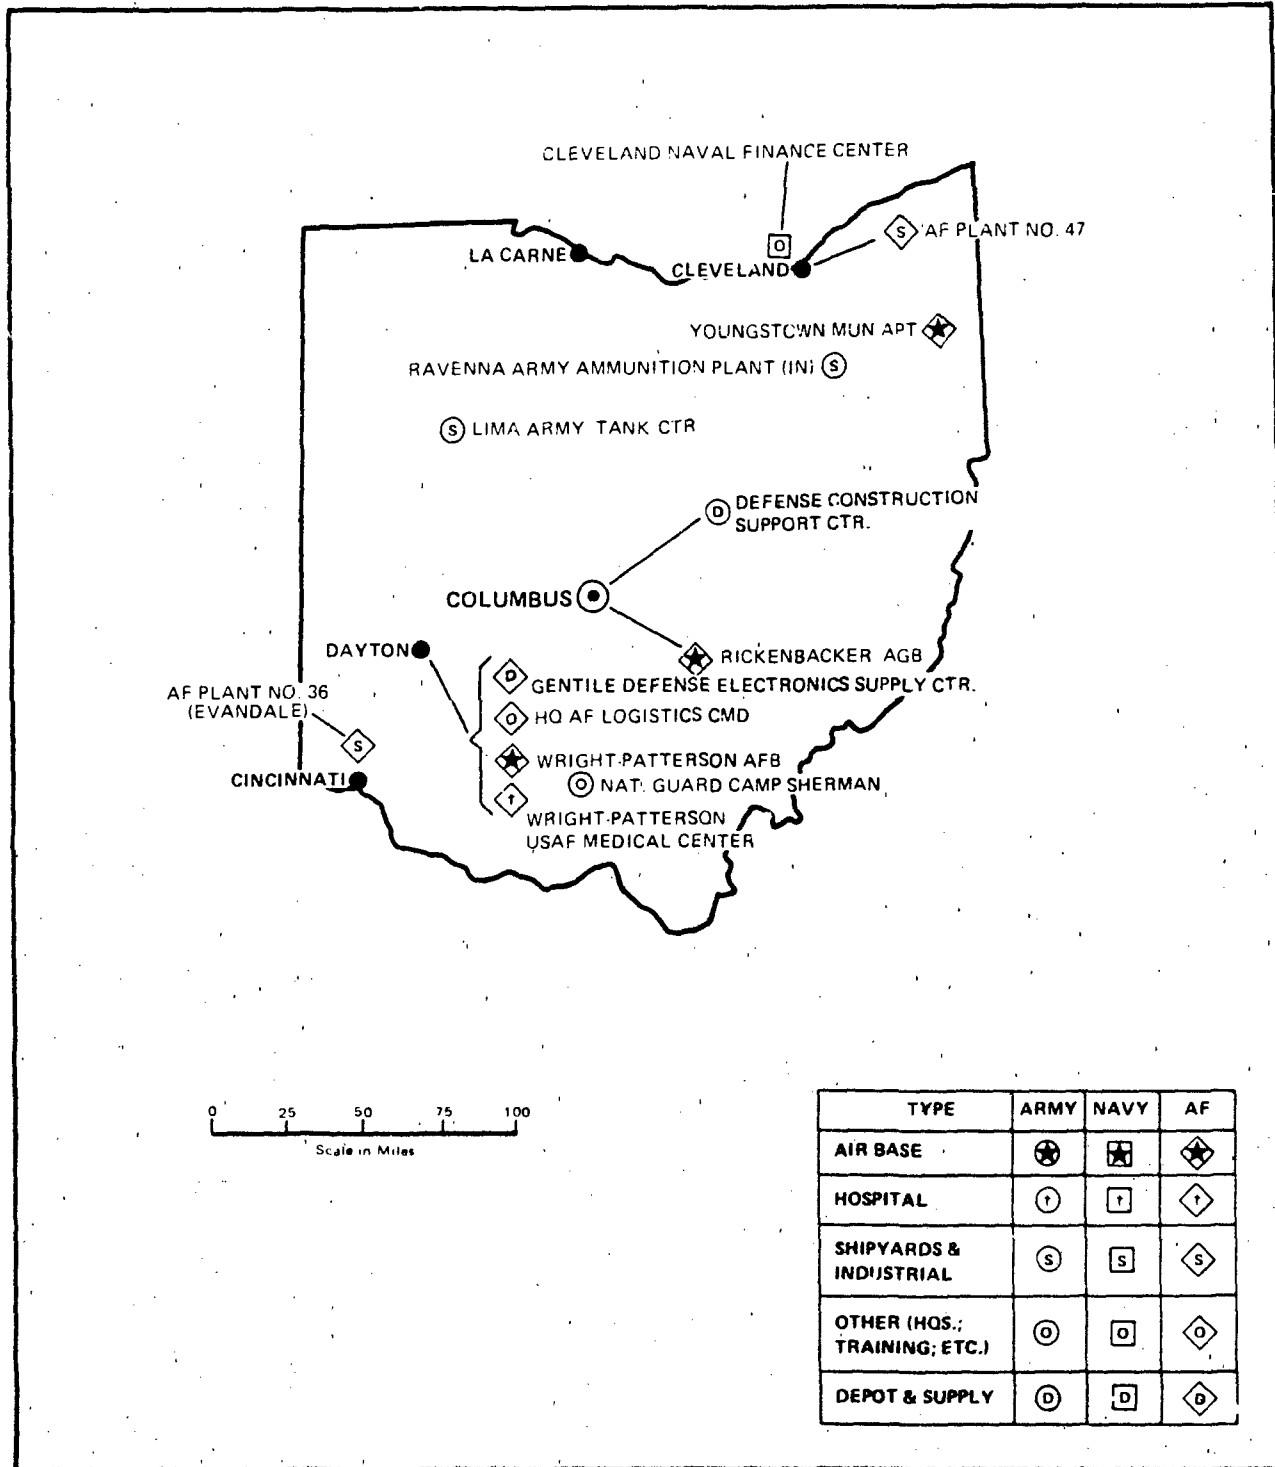 CLEVELAND NAVAL FINANCE CENTER
O
S AF PLANT NO. 47
LA CARNE
CLEVELAND
YOUNGSTOWN MUN APT
RAVENNA ARMY AMMUNITION PLANT (IN) S
S LIMA ARMY TANK CTR
D DEFENSE CONSTRUCTION
SUPPORT CTR.
COLUMBUS
DAYTON
RICKENBACKER AGB
D GENTILE DEFENSE ELECTRONICS SUPPLY CTR.
AF PLANT NO. 36
(EVANDALE)
S
O HQ AF LOGISTICS CMD
WRIGHT-PATTERSON AFB
CINCINNATI
O NAT. GUARD CAMP SHERMAN
WRIGHT-PATTERSON
USAF MEDICAL CENTER
0 25 50 75 100
Scale in Miles
TYPE ARMY NAVY AF
AIR BASE
HOSPITAL
SHIPYARDS &
INDUSTRIAL S S S
OTHER (HQS.;
TRAINING; ETC.) O O O
DEPOT & SUPPLY D D D